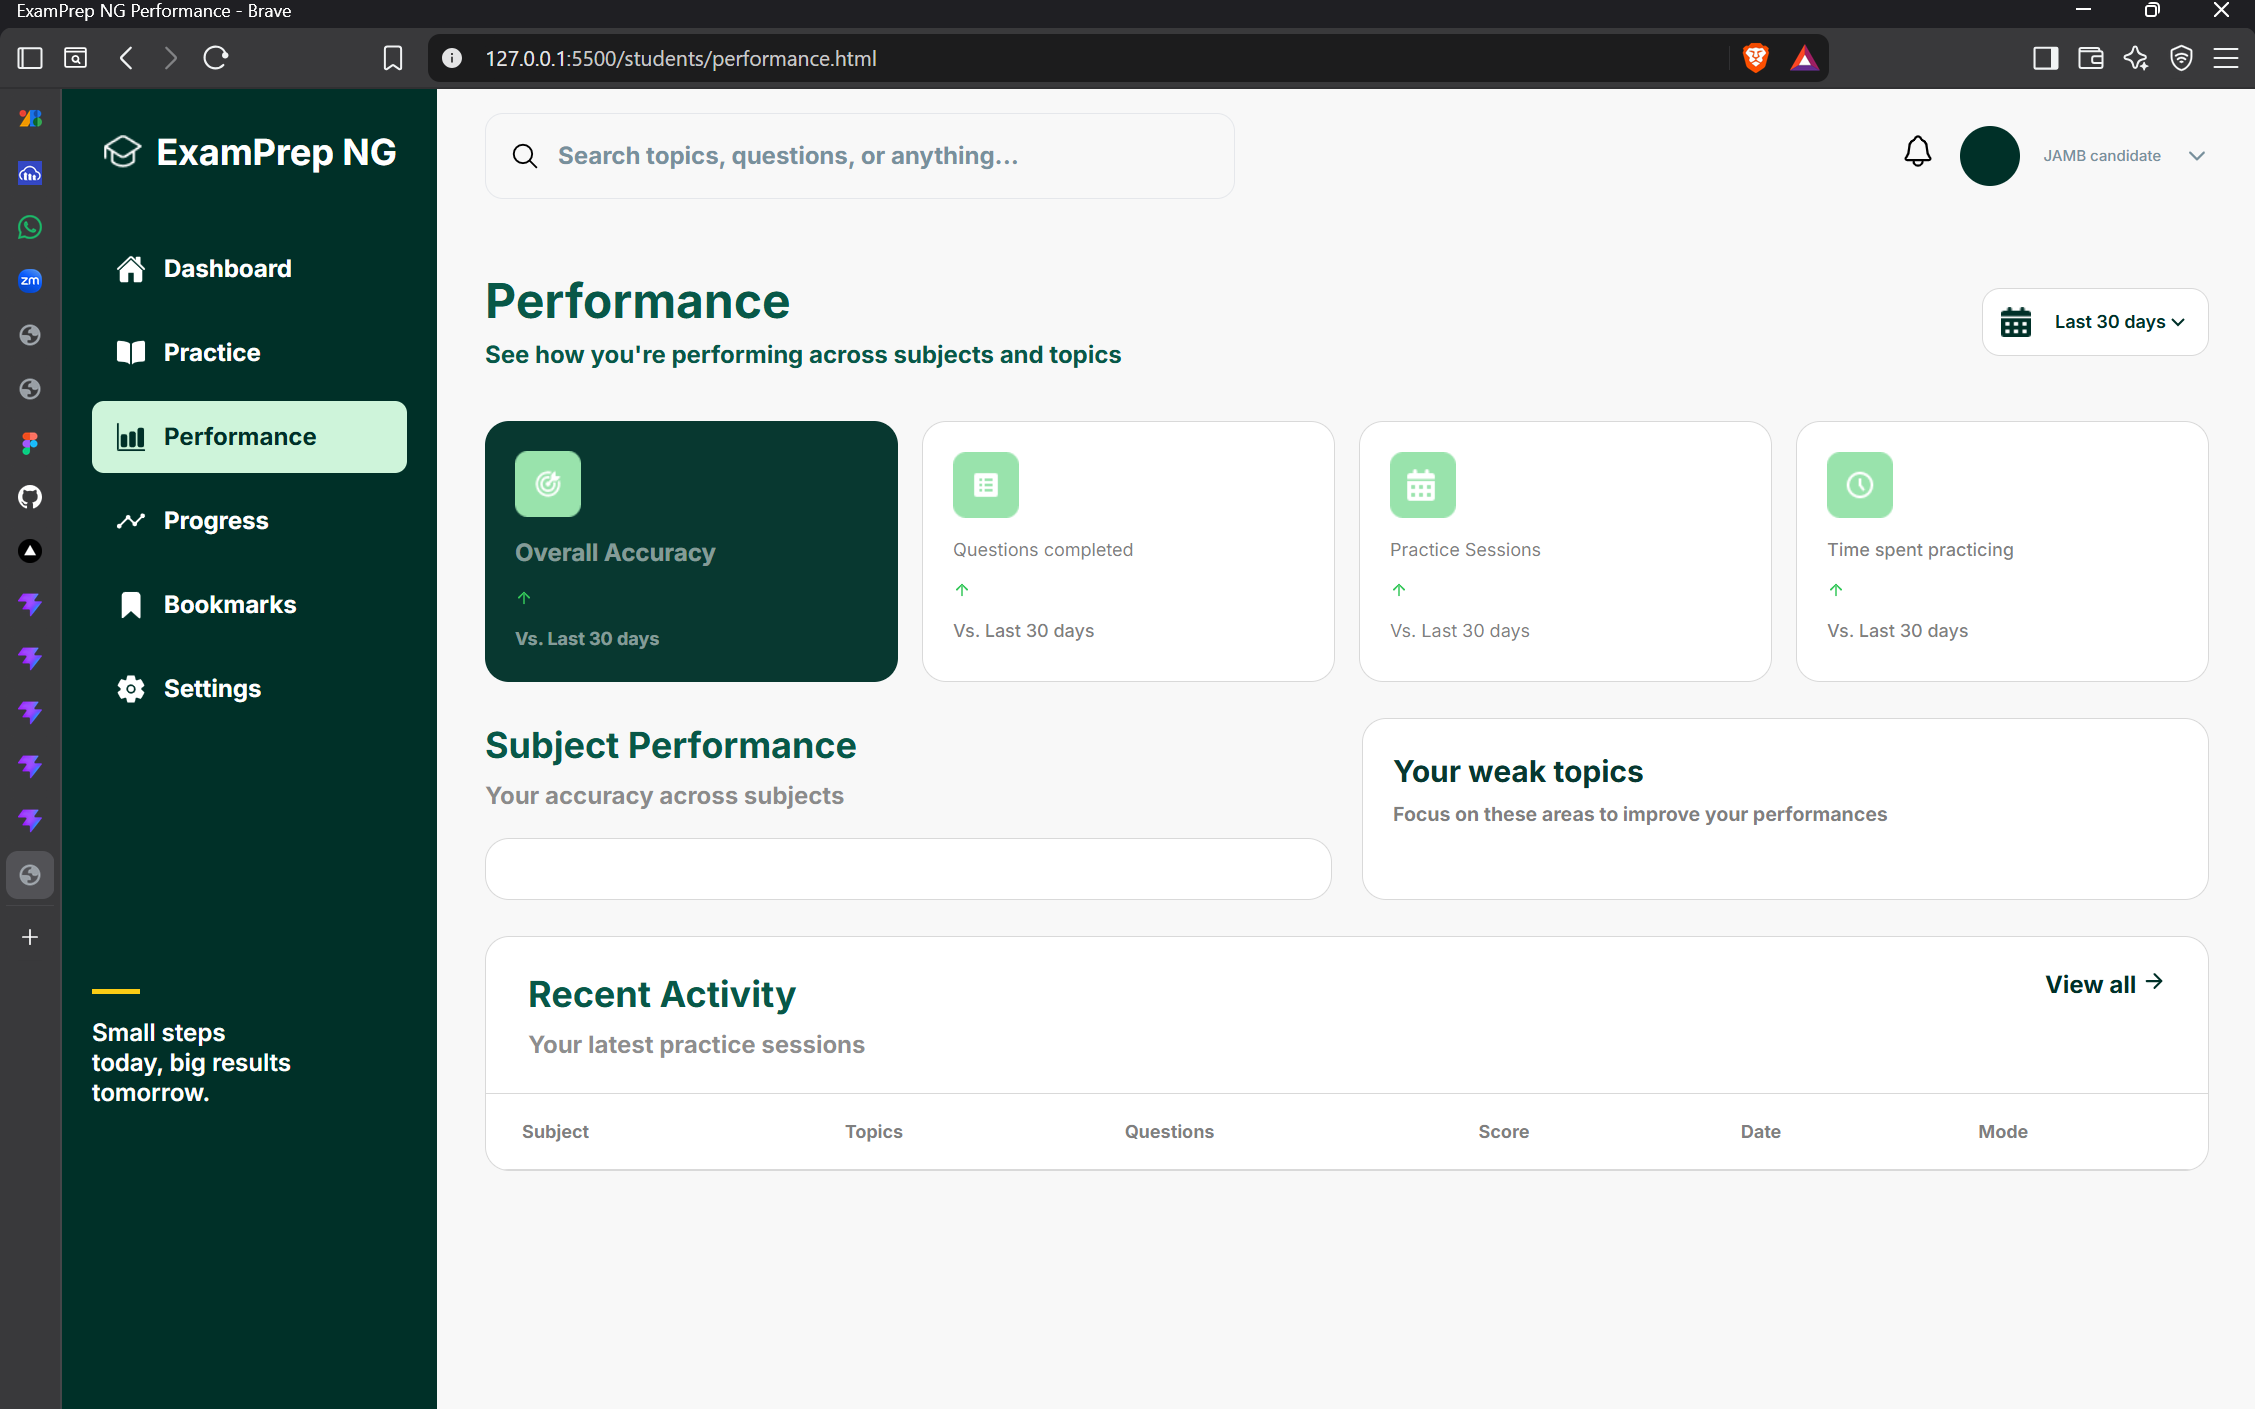 ExamPrep NG Performance - Brave
127.0.0.1:5500/students/performance.html
zm
ExamPrep NG
Dashboard
Practice
Performance
Progress
Bookmarks
Settings
Small steps
today, big results
tomorrow.
Search topics, questions, or anything...
JAMB candidate
Performance
See how you're performing across subjects and topics
Last 30 days
Overall Accuracy
Vs. Last 30 days
Questions completed
Vs. Last 30 days
Practice Sessions
Vs. Last 30 days
Time spent practicing
Vs. Last 30 days
Subject Performance
Your accuracy across subjects
Your weak topics
Focus on these areas to improve your performances
Recent Activity
View all
Your latest practice sessions
Subject Topics Questions Score Date Mode